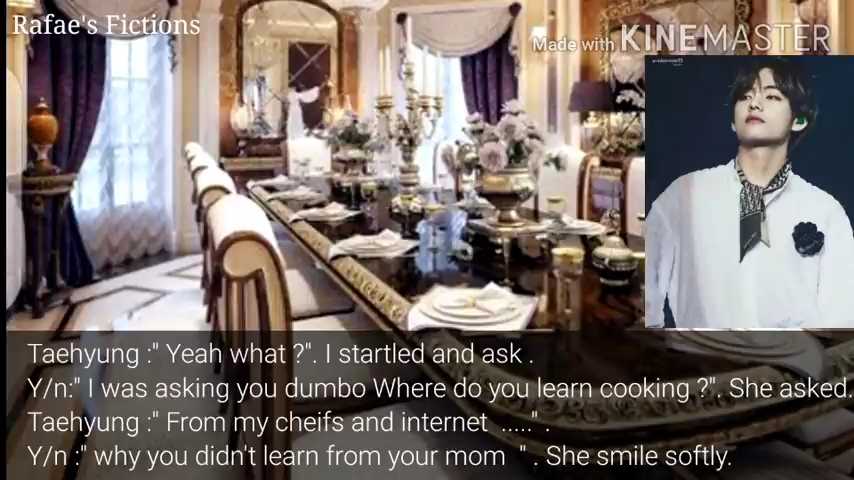 Rafae's Fictions
Made with KINEMASTER
Taehyung :" Yeah what ?". I startled and ask .
Y/n:" I was asking you dumbo Where do you learn cooking ?". She asked.
Taehyung :" From my cheifs and internet ....." .
Y/n :" why you didn't learn from your mom " . She smile softly.